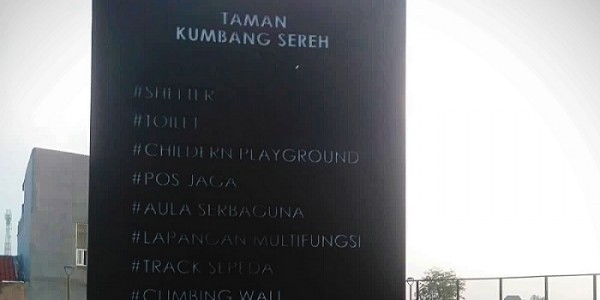 TAMAN
KUMBANG SEREH
#SHELTER
#TOILET
#CHILDERN PLAYGROUND
#POS JAGA
#AULA SERBAGUNA
#LAPANGAN MULTIFUNGSI
#TRACK SEPEDA
#CLIMBING WALL